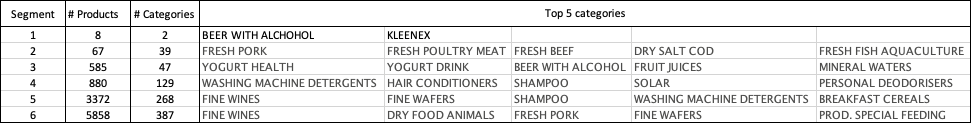 Segment # Products # Categories Top 5 categories
1 8 2 BEER WITH ALCHOHOL KLEENEX
2 67 39 FRESH PORK FRESH POULTRY MEAT FRESH BEEF DRY SALT COD FRESH FISH AQUACULTURE
3 585 47 YOGURT HEALTH YOGURT DRINK BEER WITH ALCOHOL FRUIT JUICES MINERAL WATERS
4 880 129 WASHING MACHINE DETERGENTS HAIR CONDITIONERS SHAMPOO SOLAR PERSONAL DEODORISERS
5 3372 268 FINE WINES FINE WAFERS SHAMPOO WASHING MACHINE DETERGENTS BREAKFAST CEREALS
6 5858 387 FINE WINES DRY FOOD ANIMALS FRESH PORK FINE WAFERS PROD. SPECIAL FEEDING